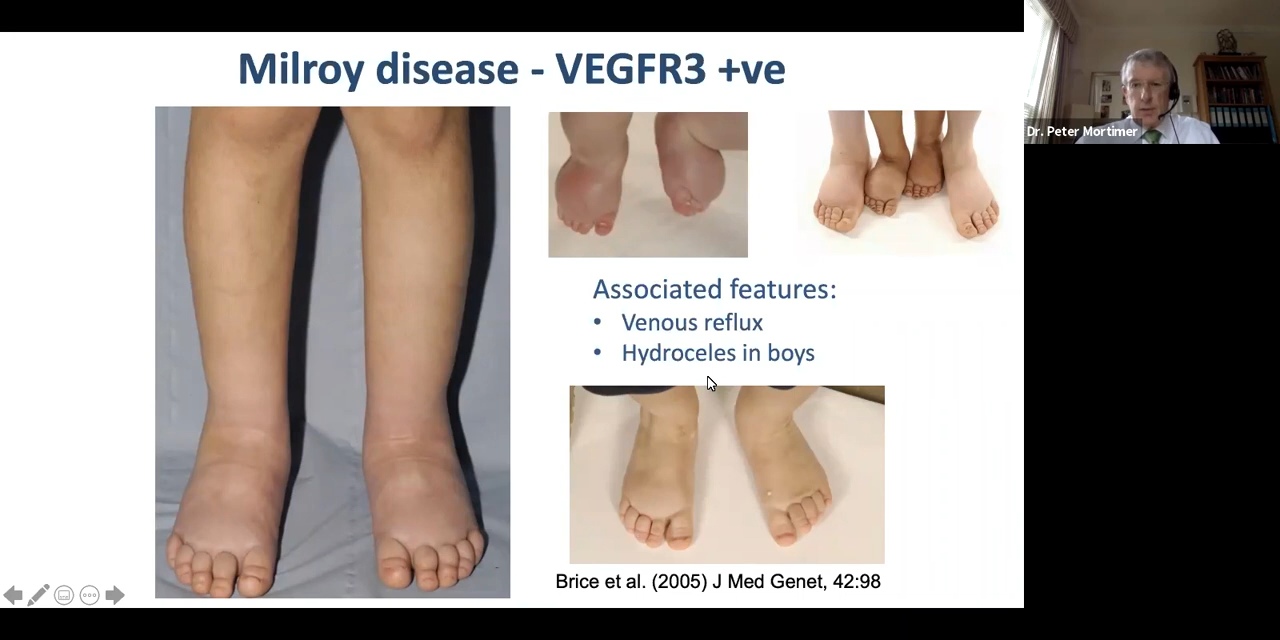 Milroy disease - VEGFR3 +ve
Dr. Peter Mortimer
Associated features:
• Venous reflux
• Hydroceles in boys
Brice et al. (2005) J Med Genet, 42:98